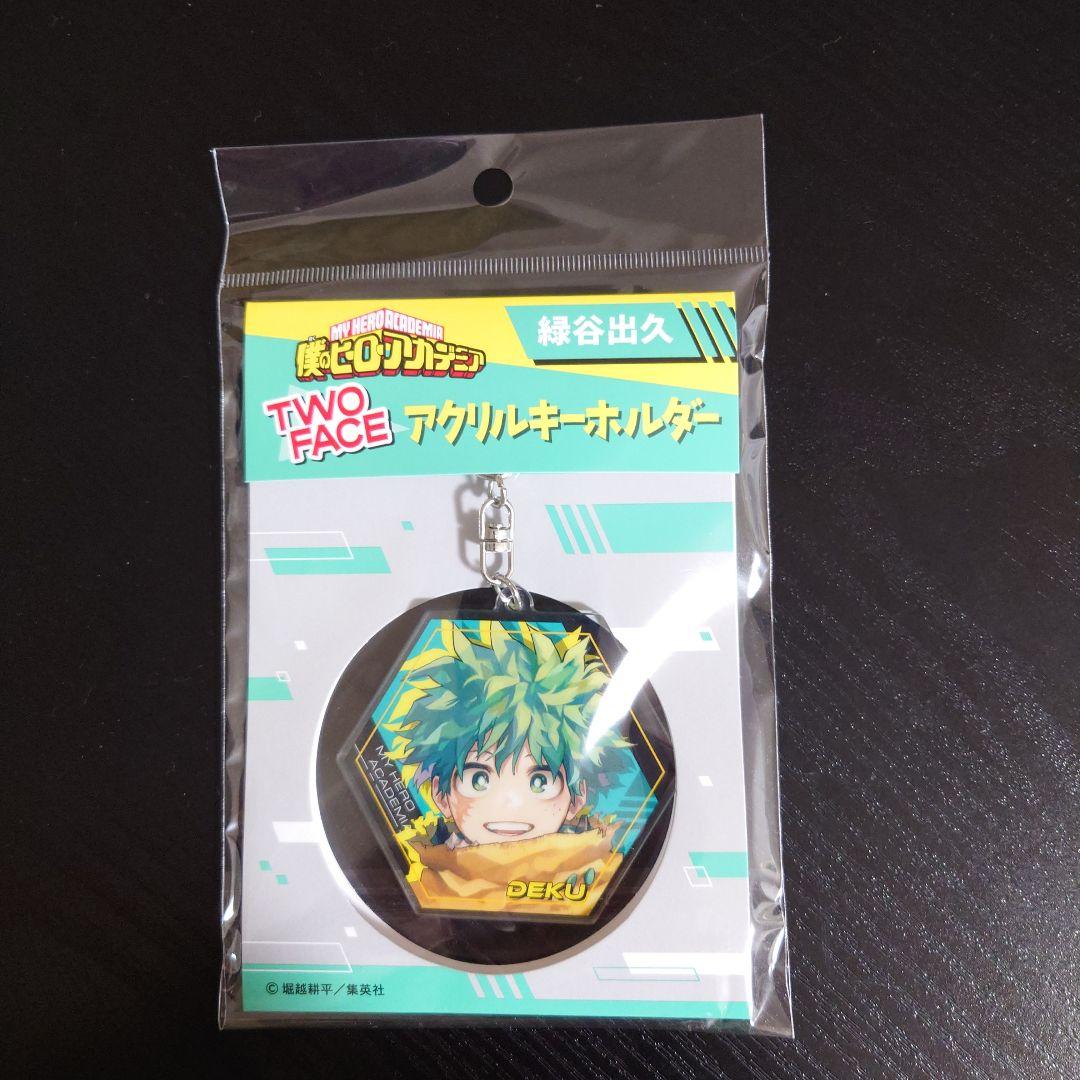 MY HERO ACADEMIA
僕のヒーローアカデミア
緑谷出久
TWO
FACE
アクリルキーホルダー
MY HERO
ACADEMIA
DEKU
© 堀越耕平／集英社